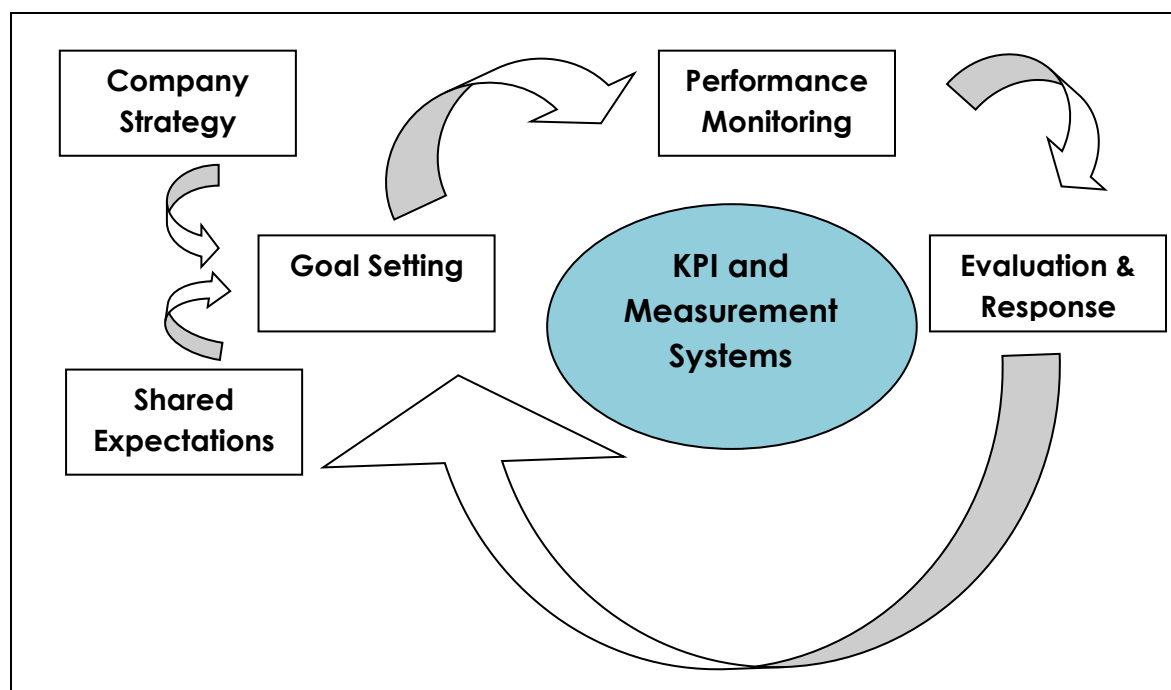 Company
Strategy
Performance
Monitoring
Goal Setting
KPI and
Measurement
Systems
Evaluation &
Response
Shared
Expectations